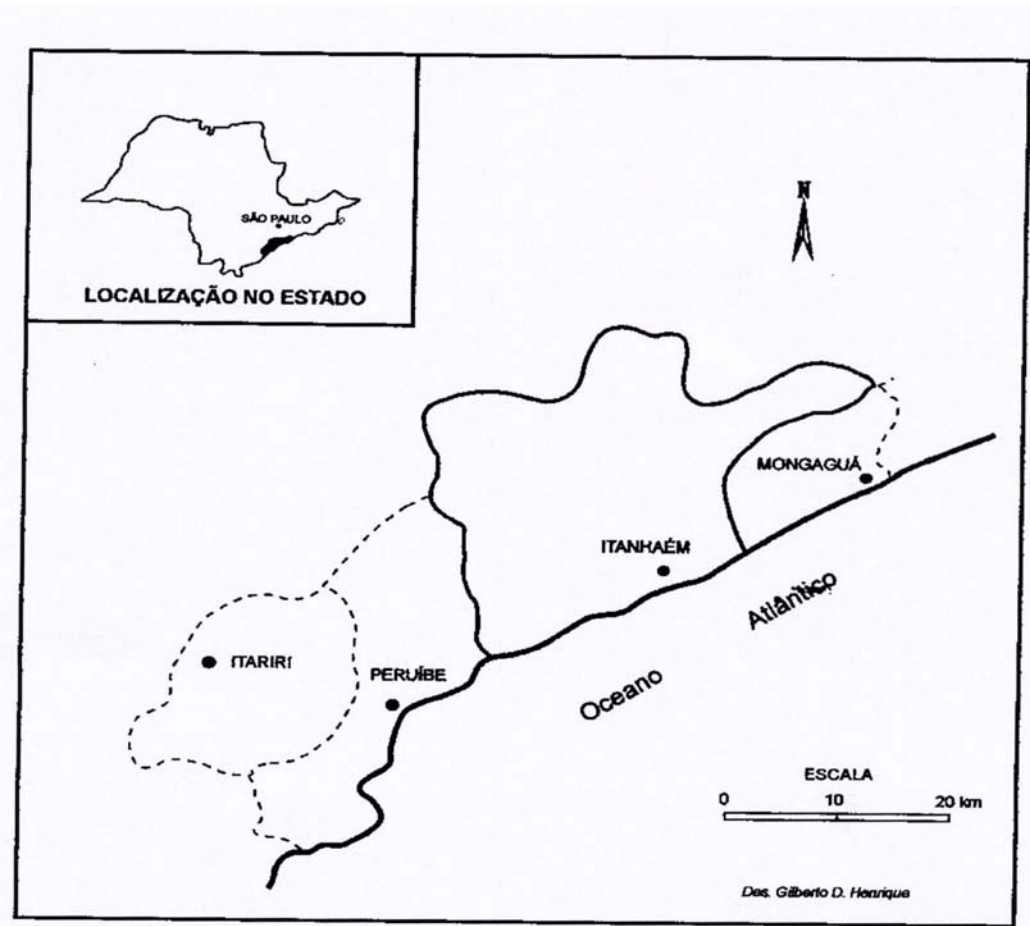 SÃO PAULO
LOCALIZAÇÃO NO ESTADO
N
MONGAGUÁ
ITANHAÉM
Atlântico
ITARIRI
PERUÍBE
Oceano
ESCALA
0 10 20 km
Des. Gilberto D. Henrique